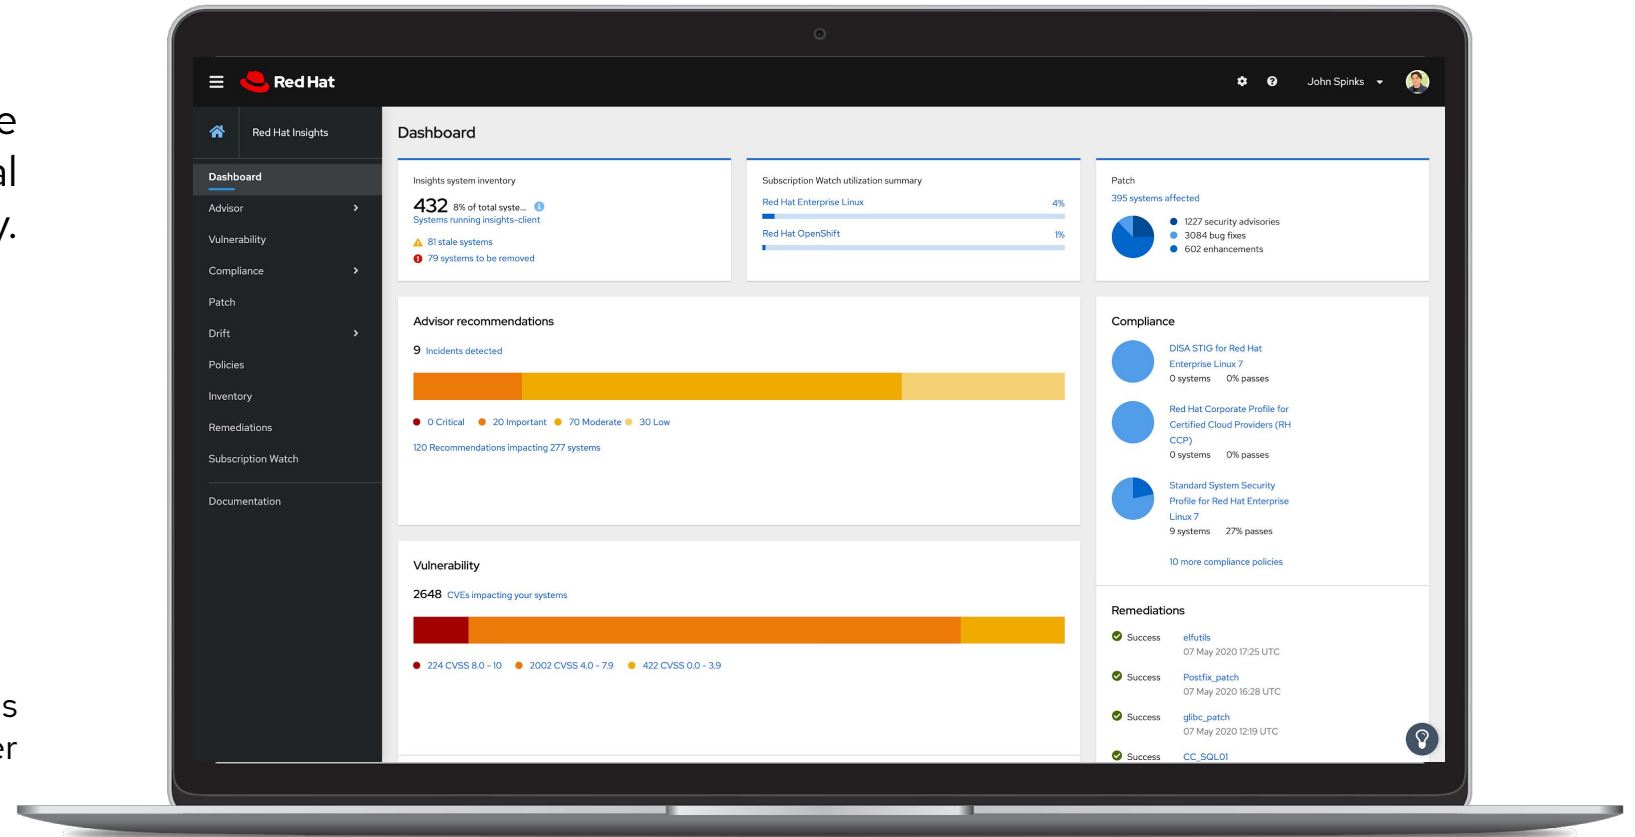 e
al
y.
s
er
Red Hat
John Spinks
Red Hat Insights
Dashboard
Advisor
Vulnerability
Compliance
Patch
Drift
Policies
Inventory
Remediations
Subscription Watch
Documentation
Dashboard
Insights system inventory
432 8% of total syste...
Systems running insights-client
81 stale systems
79 systems to be removed
Subscription Watch utilization summary
Red Hat Enterprise Linux 4%
Red Hat OpenShift 1%
Patch
395 systems affected
1227 security advisories
3084 bug fixes
602 enhancements
Advisor recommendations
9 Incidents detected
0 Critical 20 Important 70 Moderate 30 Low
120 Recommendations impacting 277 systems
Vulnerability
2648 CVEs impacting your systems
224 CVSS 8.0 - 10 2002 CVSS 4.0 - 7.9 422 CVSS 0.0 - 3.9
Compliance
DISA STIG for Red Hat
Enterprise Linux 7
0 systems 0% passes
Red Hat Corporate Profile for
Certified Cloud Providers (RH
CCP)
0 systems 0% passes
Standard System Security
Profile for Red Hat Enterprise
Linux 7
9 systems 27% passes
10 more compliance policies
Remediations
Success elfutils
07 May 2020 17:25 UTC
Success Postfix_patch
07 May 2020 16:28 UTC
Success glibc_patch
07 May 2020 12:19 UTC
Success CC_SQL01